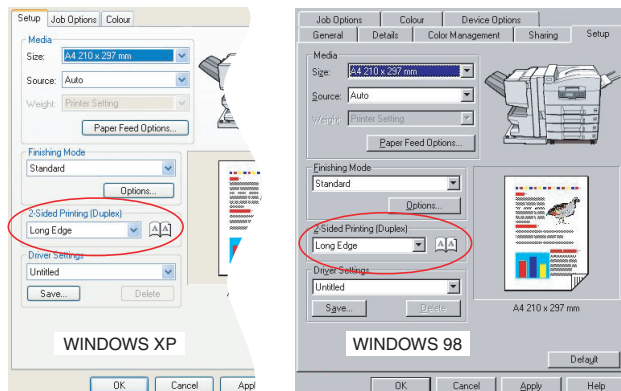 Setup Job Options Colour
Media
Size: A4 210 x 297 mm
Source: Auto
Weight: Printer Setting
Paper Feed Options...
Finishing Mode
Standard
Options...
2-Sided Printing (Duplex)
Long Edge
A A
Driver Settings
Untitled
Save... Delete
WINDOWS XP
OK Cancel Appl
Job Options Colour Device Options
General Details Color Management Sharing Setup
Media
Size: A4 210 x 297 mm
Source: Auto
Weight: Printer Setting
Paper Feed Options...
Finishing Mode
Standard
Options...
2-Sided Printing (Duplex)
Long Edge
A A
Driver Settings
Untitled
Save... Delete
A4 210 x 297 mm
WINDOWS 98
Default
OK Cancel Apply Help